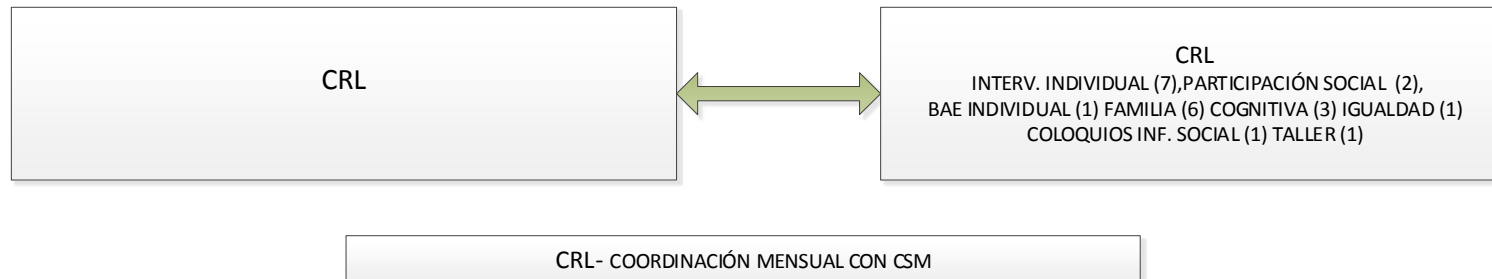 CRL
CRL
INTERV. INDIVIDUAL (7),PARTICIPACIÓN SOCIAL (2),
BAE INDIVIDUAL (1) FAMILIA (6) COGNITIVA (3) IGUALDAD (1)
COLOQUIOS INF. SOCIAL (1) TALLER (1)
CRL- COORDINACIÓN MENSUAL CON CSM